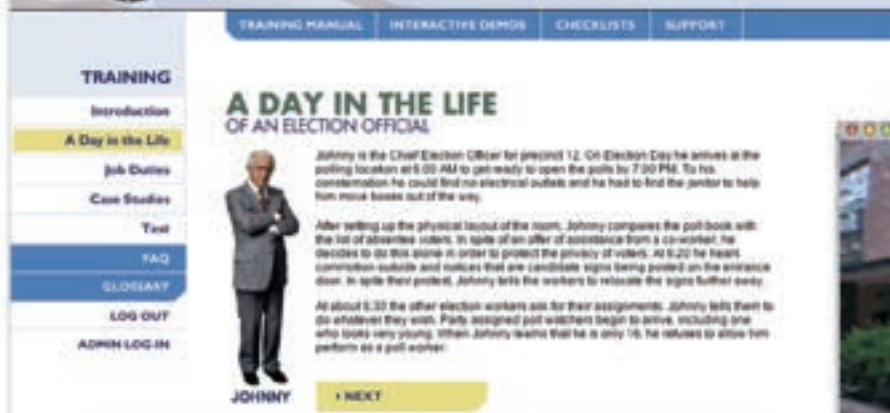 TRAINING MANUAL
INTERACTIVE DEMOS
CHECKLISTS
SUPPORT
TRAINING
Introduction
A Day in the Life
Job Duties
Case Studies
Test
FAQ
GLOSSARY
LOG OUT
ADMIN LOG-IN
A DAY IN THE LIFE
OF AN ELECTION OFFICIAL
Johnny is the Chief Election Officer for precinct 12. On Election Day he arrives at the
polling location at 6:00 AM to get ready to open the polls by 7:00 PM. To his
consternation he could find no electrical outlets and he had to find the janitor to help
him move boxes out of the way.
After setting up the physical layout of the room, Johnny compares the poll book with
the list of absentee voters. In spite of an offer of assistance from a co-worker, he
decides to do this alone in order to protect the privacy of voters. At 6:20 he hears
commotion outside and notices that are candidate signs being posted on the entrance
door. In spite their protest, Johnny tells the workers to relocate the signs further away.
At about 6:30 the other election workers ask for their assignments. Johnny tells them to
do whatever they wish. Party assigned poll watchers begin to arrive, including one
who looks very young. When Johnny learns that he is only 16, he refuses to allow him
perform as a poll worker.
JOHNNY
› NEXT